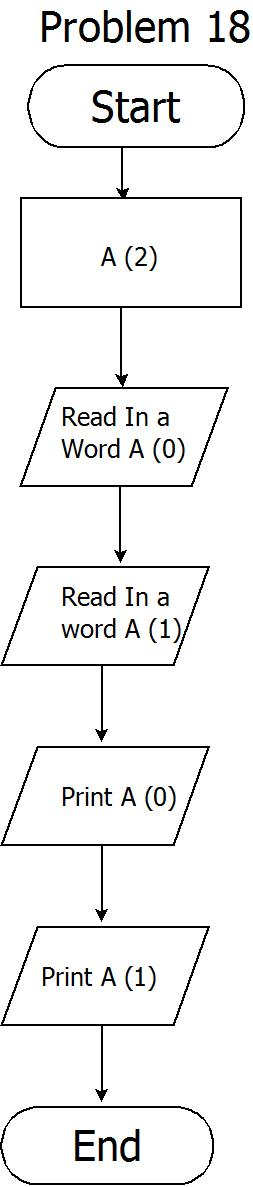 Problem 18
Start
A (2)
Read In a
Word A (0)
Read In a
word A (1)
Print A (0)
Print A (1)
End